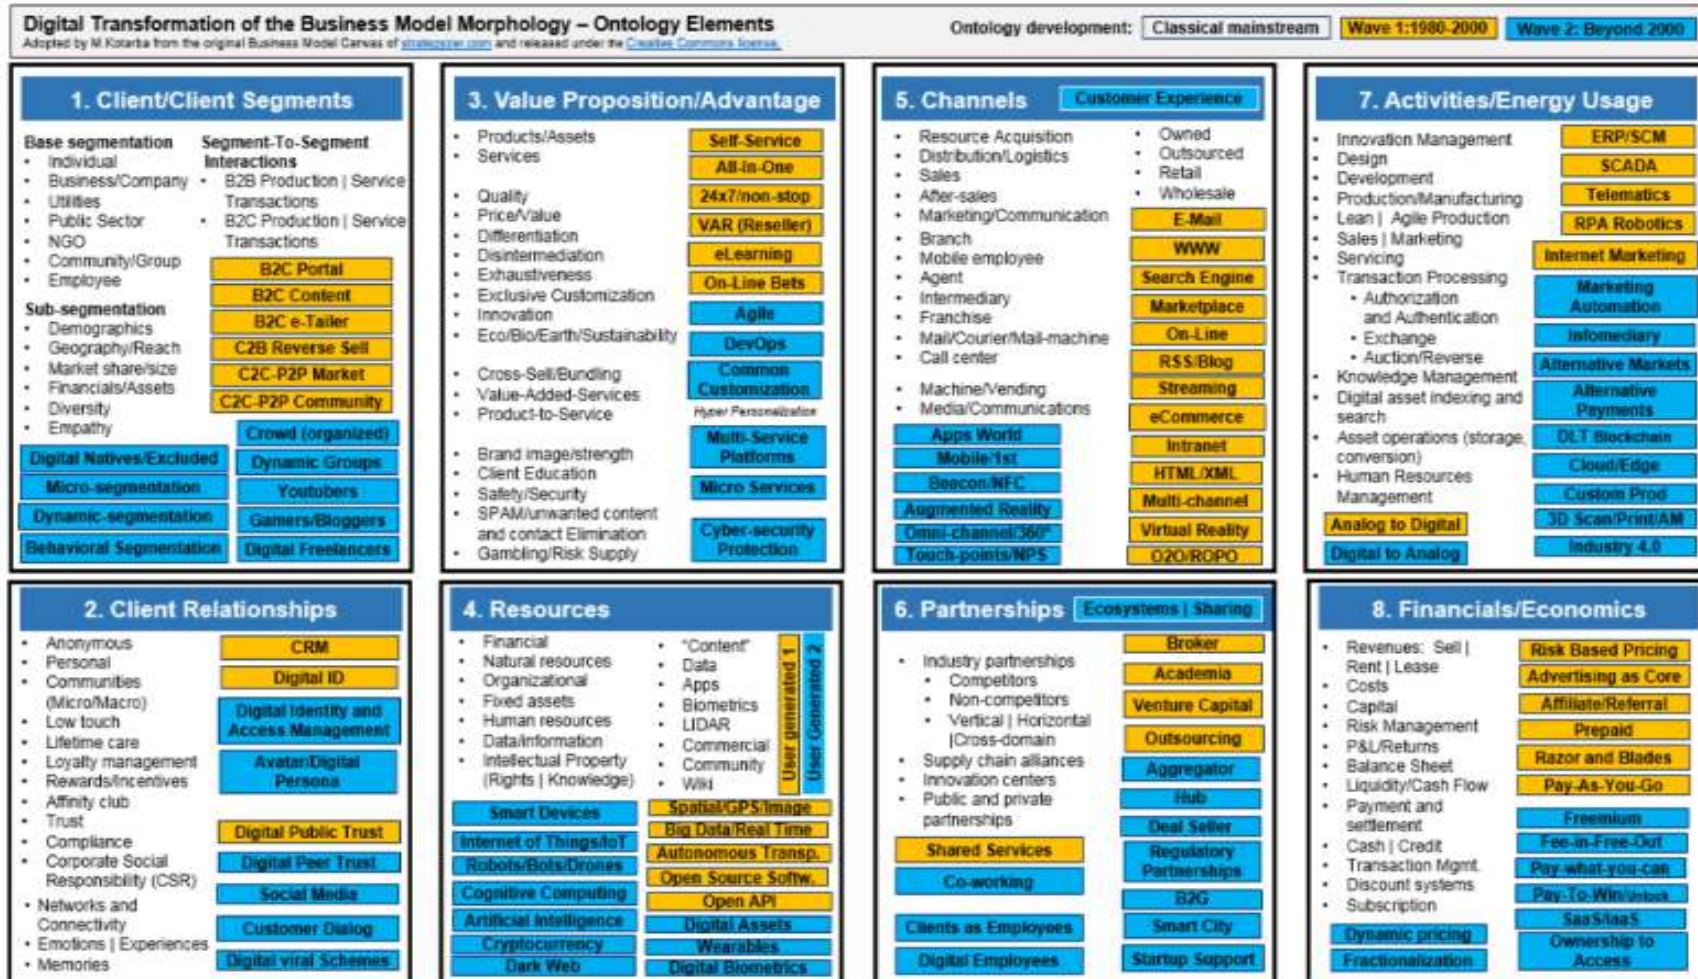 Digital Transformation of the Business Model Morphology – Ontology Elements
Adopted by M.Kotarba from the original Business Model Canvas of strategyzer.com and released under the Creative Commons license.
Ontology development:
Classical mainstream
Wave 1:1980-2000
Wave 2: Beyond 2000
1. Client/Client Segments
Base segmentation
• Individual
• Business/Company
• Utilities
• Public Sector
• NGO
• Community/Group
• Employee
Sub-segmentation
• Demographics
• Geography/Reach
• Market share/size
• Financials/Assets
• Diversity
• Empathy
Segment-To-Segment
Interactions
• B2B Production | Service
Transactions
• B2C Production | Service
Transactions
B2C Portal
B2C Content
B2C e-Tailer
C2B Reverse Sell
C2C-P2P Market
C2C-P2P Community
Crowd (organized)
Dynamic Groups
Youtubers
Gamers/Bloggers
Digital Freelancers
Digital Natives/Excluded
Micro-segmentation
Dynamic-segmentation
Behavioral Segmentation
3. Value Proposition/Advantage
• Products/Assets
• Services
• Quality
• Price/Value
• Differentiation
• Disintermediation
• Exhaustiveness
• Exclusive Customization
• Innovation
• Eco/Bio/Earth/Sustainability
• Cross-Sell/Bundling
• Value-Added-Services
• Product-to-Service
• Brand image/strength
• Client Education
• Safety/Security
• SPAM/unwanted content
and contact Elimination
• Gambling/Risk Supply
Self-Service
All-In-One
24x7/non-stop
VAR (Reseller)
eLearning
On-Line Bets
Agile
DevOps
Common
Customization
Hyper Personalization
Multi-Service
Platforms
Micro Services
Cyber-security
Protection
5. Channels
Customer Experience
• Resource Acquisition
• Distribution/Logistics
• Sales
• After-sales
• Marketing/Communication
• Branch
• Mobile employee
• Agent
• Intermediary
• Franchise
• Mail/Courier/Mail-machine
• Call center
• Machine/Vending
• Media/Communications
Apps World
Mobile/1st
Beacon/NFC
Augmented Reality
Omni-channel/360°
Touch-points/NPS
• Owned
• Outsourced
• Retail
• Wholesale
E-Mail
WWW
Search Engine
Marketplace
On-Line
RSS/Blog
Streaming
eCommerce
Intranet
HTML/XML
Multi-channel
Virtual Reality
O2O/ROPO
7. Activities/Energy Usage
• Innovation Management
• Design
• Development
• Production/Manufacturing
• Lean | Agile Production
• Sales | Marketing
• Servicing
• Transaction Processing
• Authorization
and Authentication
• Exchange
• Auction/Reverse
• Knowledge Management
• Digital asset indexing and
search
• Asset operations (storage,
conversion)
• Human Resources
Management
Analog to Digital
Digital to Analog
ERP/SCM
SCADA
Telematics
RPA Robotics
Internet Marketing
Marketing
Automation
Infomediary
Alternative Markets
Alternative
Payments
DLT Blockchain
Cloud/Edge
Custom Prod
3D Scan/Print/AM
Industry 4.0
2. Client Relationships
• Anonymous
• Personal
• Communities
(Micro/Macro)
• Low touch
• Lifetime care
• Loyalty management
• Rewards/Incentives
• Affinity club
• Trust
• Compliance
• Corporate Social
Responsibility (CSR)
• Networks and
Connectivity
• Emotions | Experiences
• Memories
CRM
Digital ID
Digital Identity and
Access Management
Avatar/Digital
Persona
Digital Public Trust
Digital Peer Trust
Social Media
Customer Dialog
Digital viral Schemes
4. Resources
• Financial
• Natural resources
• Organizational
• Fixed assets
• Human resources
• Data/information
• Intellectual Property
(Rights | Knowledge)
• "Content"
• Data
• Apps
• Biometrics
• LIDAR
• Commercial
• Community
• Wiki
User generated 1
User Generated 2
Smart Devices
Internet of Things/IoT
Robots/Bots/Drones
Cognitive Computing
Artificial Intelligence
Cryptocurrency
Dark Web
Spatial/GPS/Image
Big Data/Real Time
Autonomous Transp.
Open Source Softw.
Open API
Digital Assets
Wearables
Digital Biometrics
6. Partnerships
Ecosystems | Sharing
• Industry partnerships
• Competitors
• Non-competitors
• Vertical | Horizontal
|Cross-domain
• Supply chain alliances
• Innovation centers
• Public and private
partnerships
Shared Services
Co-working
Clients as Employees
Digital Employees
Broker
Academia
Venture Capital
Outsourcing
Aggregator
Hub
Deal Seller
Regulatory
Partnerships
B2G
Smart City
Startup Support
8. Financials/Economics
• Revenues: Sell |
Rent | Lease
• Costs
• Capital
• Risk Management
• P&L/Returns
• Balance Sheet
• Liquidity/Cash Flow
• Payment and
settlement
• Cash | Credit
• Transaction Mgmt.
• Discount systems
• Subscription
Dynamic pricing
Fractionalization
Risk Based Pricing
Advertising as Core
Affiliate/Referral
Prepaid
Razor and Blades
Pay-As-You-Go
Freemium
Fee-in-Free-Out
Pay-what-you-can
Pay-To-Win/Unlock
SaaS/IaaS
Ownership to
Access